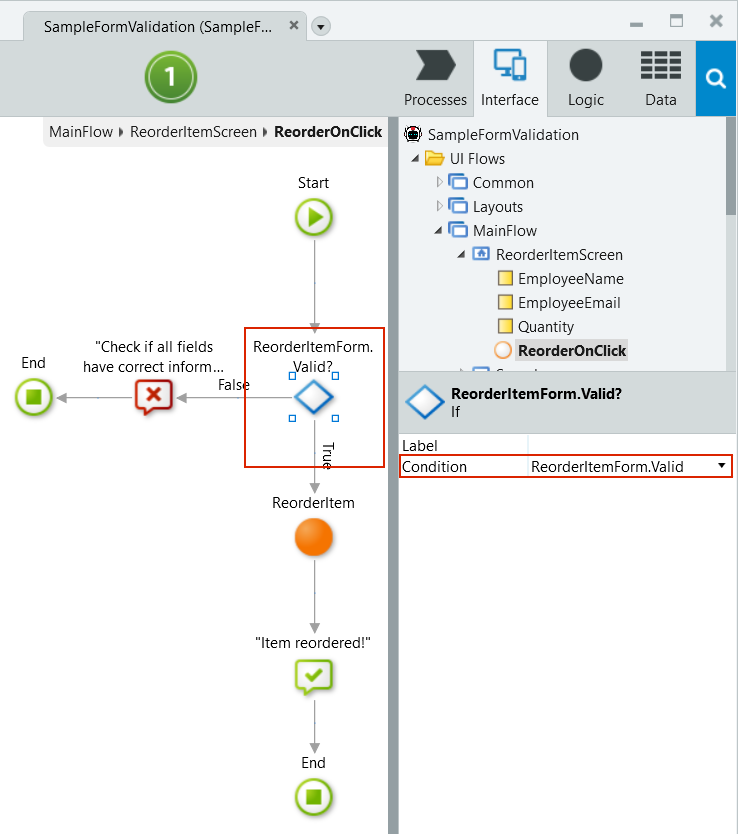 SampleFormValidation (SampleF...
1
Processes
Interface
Logic
Data
MainFlow
ReorderItemScreen
ReorderOnClick
Start
ReorderItemForm.
Valid?
"Check if all fields
have correct inform...
End
False
True
ReorderItem
"Item reordered!"
End
SampleFormValidation
UI Flows
Common
Layouts
MainFlow
ReorderItemScreen
EmployeeName
EmployeeEmail
Quantity
ReorderOnClick
ReorderItemForm.Valid?
If
Label
Condition ReorderItemForm.Valid